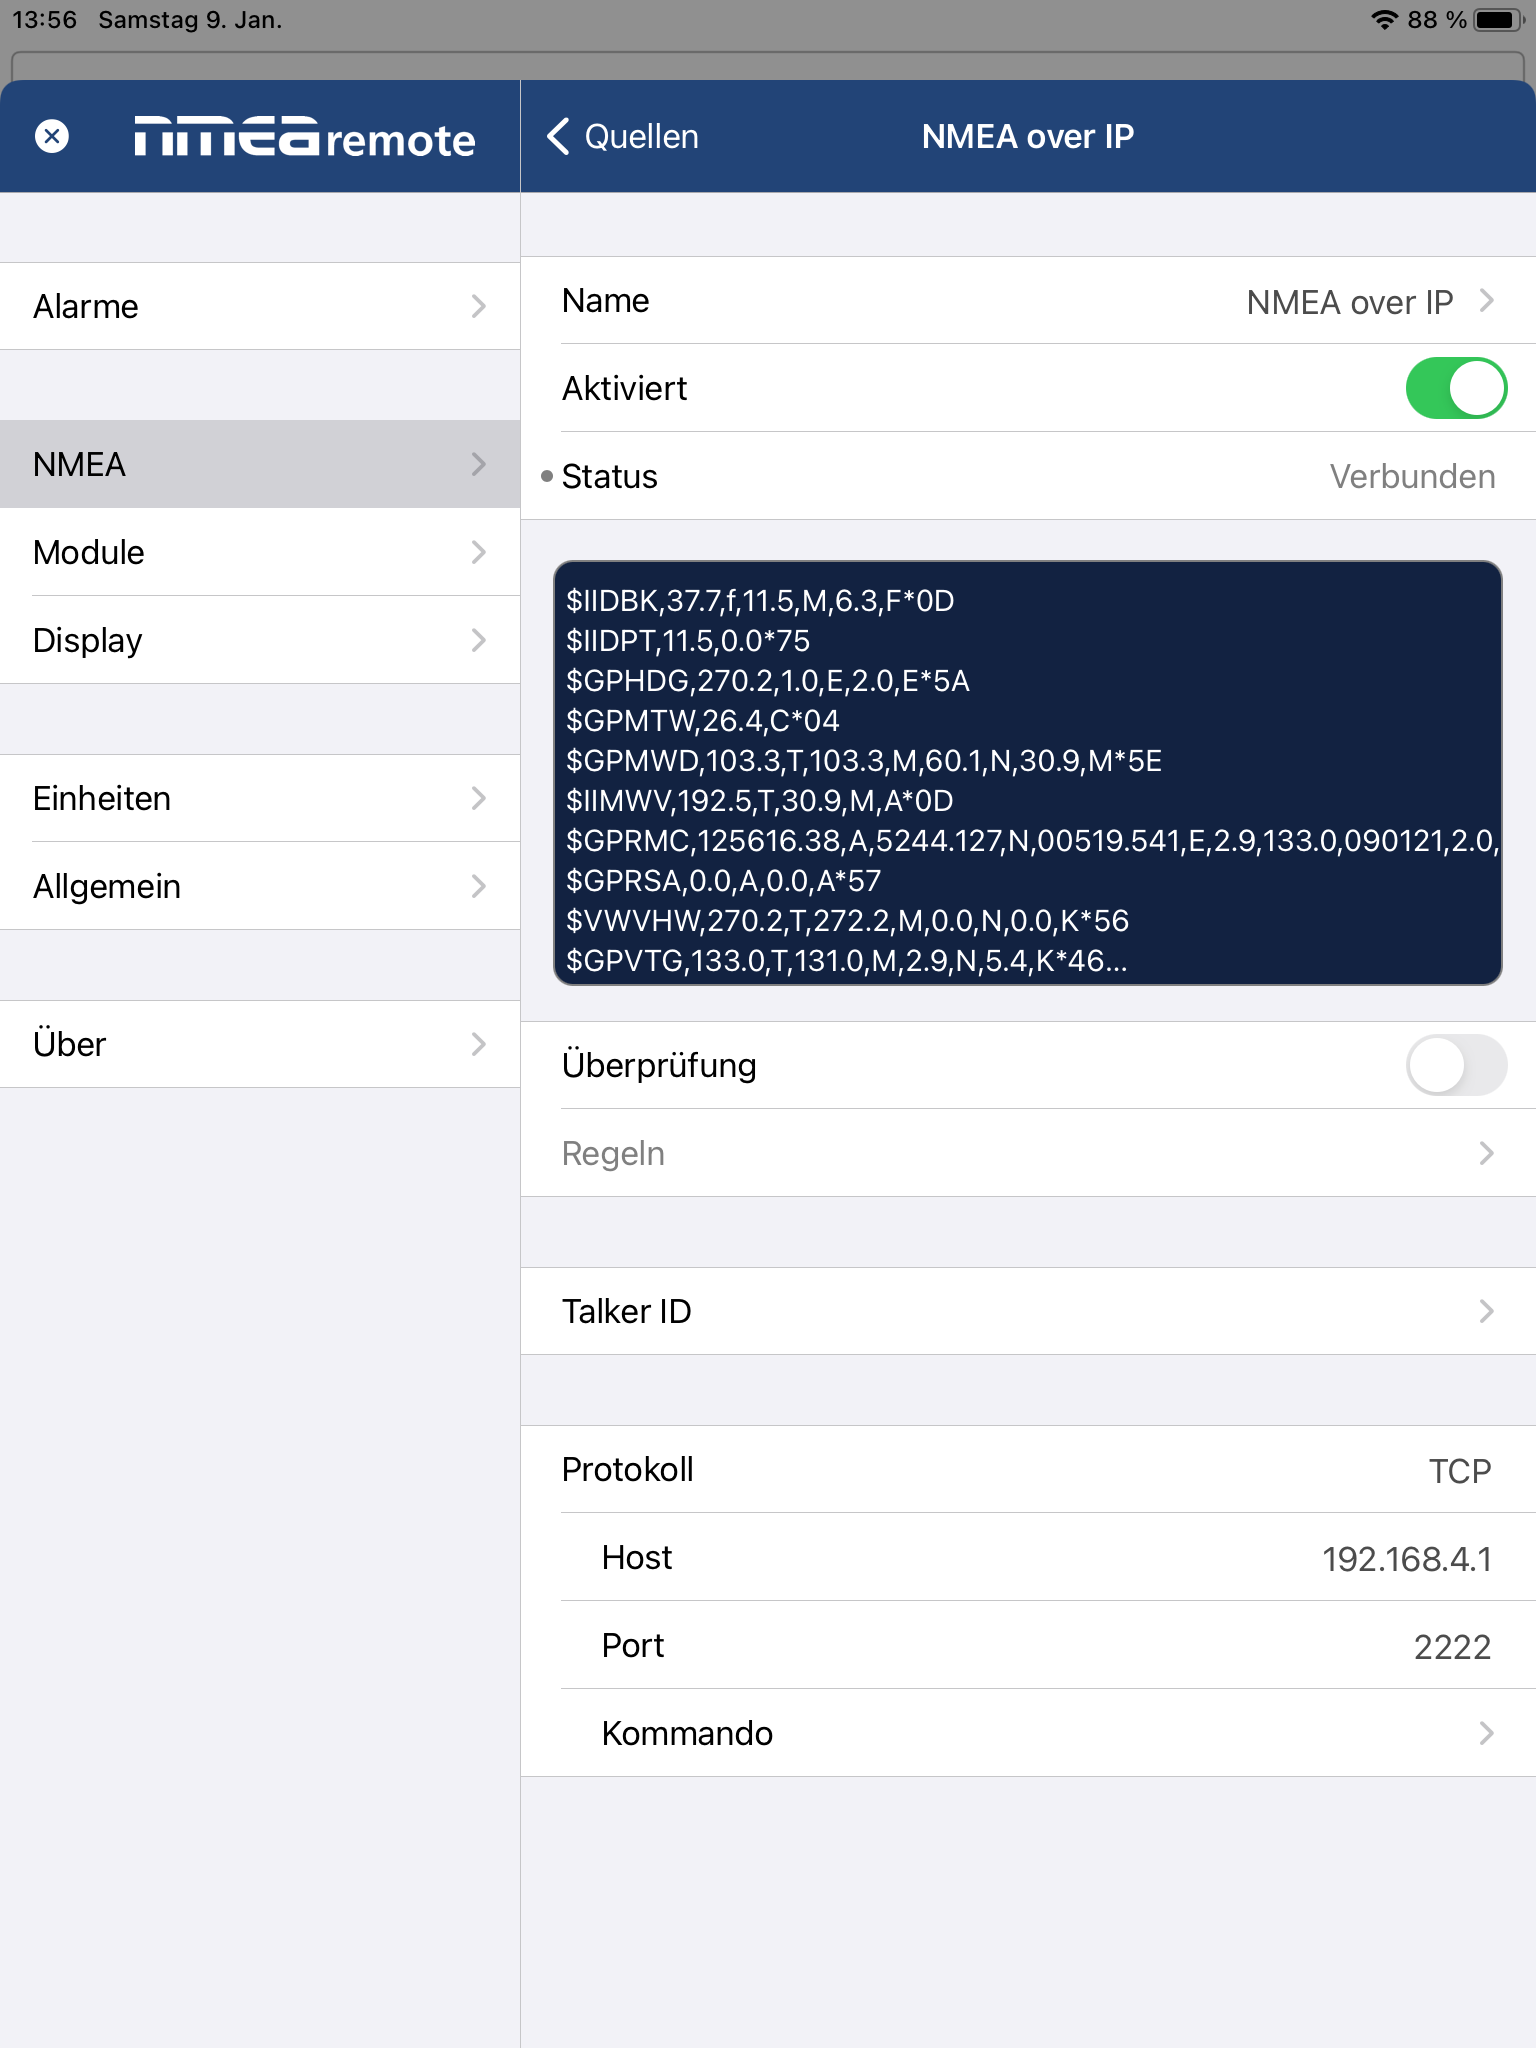 13:56 Samstag 9. Jan. 88 %
nmearemote
Alarme
NMEA
Module
Display
Einheiten
Allgemein
Über
Quellen NMEA over IP
Name NMEA over IP
Aktiviert
Status Verbunden
$IIDBK,37.7,f,11.5,M,6.3,F*0D
$IIDPT,11.5,0.0*75
$GPHDG,270.2,1.0,E,2.0,E*5A
$GPMTW,26.4,C*04
$GPMWD,103.3,T,103.3,M,60.1,N,30.9,M*5E
$IIMWV,192.5,T,30.9,M,A*0D
$GPRMC,125616.38,A,5244.127,N,00519.541,E,2.9,133.0,090121,2.0,
$GPRSA,0.0,A,0.0,A*57
$VWVHW,270.2,T,272.2,M,0.0,N,0.0,K*56
$GPVTG,133.0,T,131.0,M,2.9,N,5.4,K*46...
Überprüfung
Regeln
Talker ID
Protokoll TCP
Host 192.168.4.1
Port 2222
Kommando